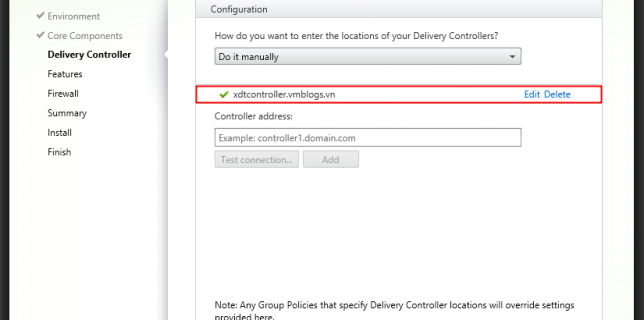 Environment
Core Components
Delivery Controller
Features
Firewall
Summary
Install
Finish
Configuration
How do you want to enter the locations of your Delivery Controllers?
Do it manually
xdtcontroller.vmblogs.vn Edit Delete
Controller address:
Example: controller1.domain.com
Test connection... Add
Note: Any Group Policies that specify Delivery Controller locations will override settings
provided here.